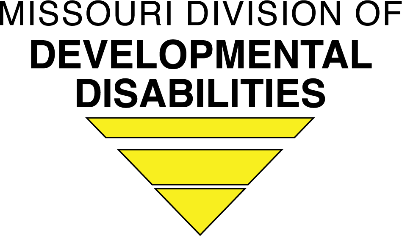 MISSOURI DIVISION OF
DEVELOPMENTAL
DISABILITIES